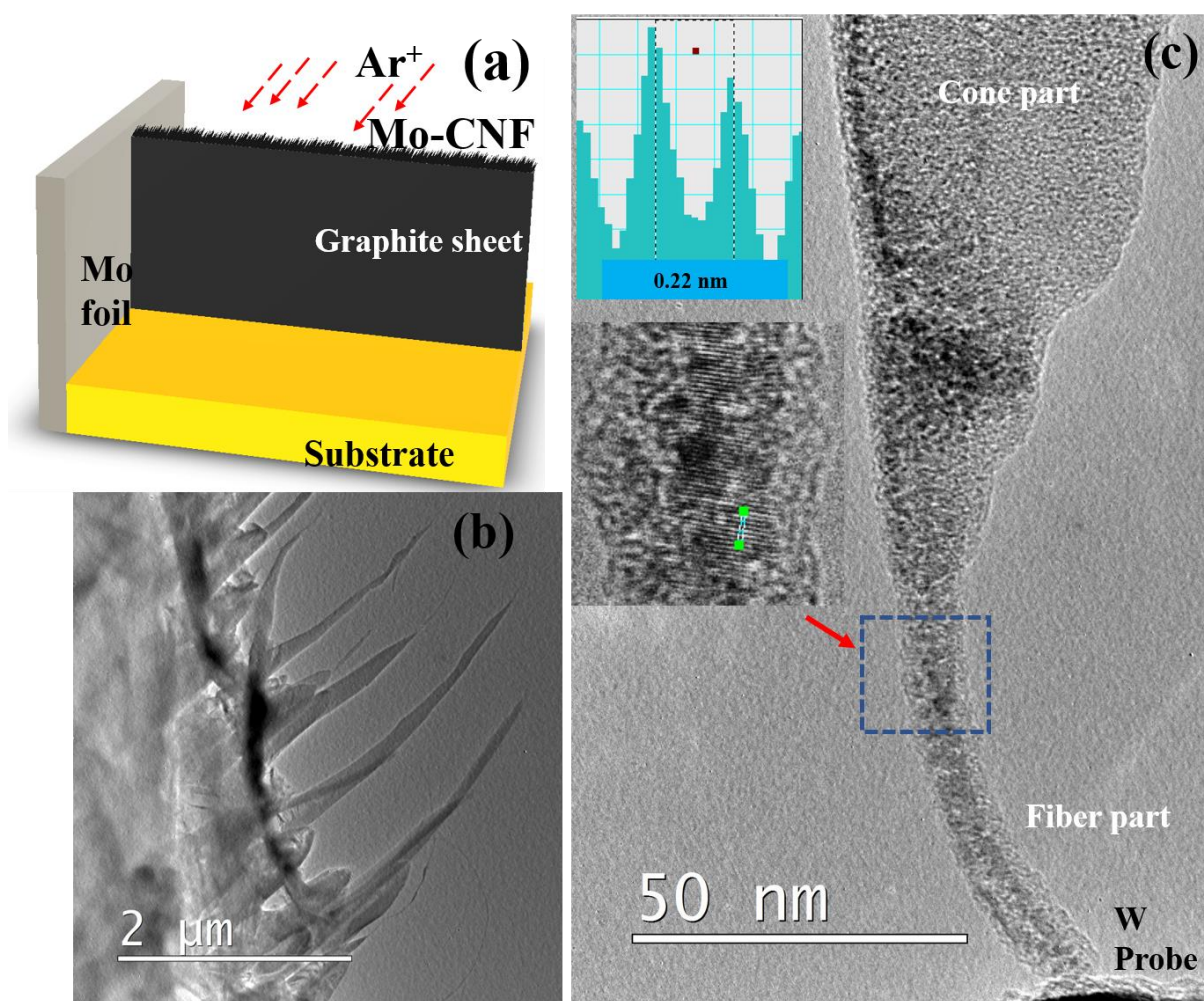 (a)
Ar⁺
Mo-CNF
Graphite sheet
Mo
foil
Substrate
(b)
2 μm
(c)
Cone part
0.22 nm
Fiber part
50 nm
W
Probe